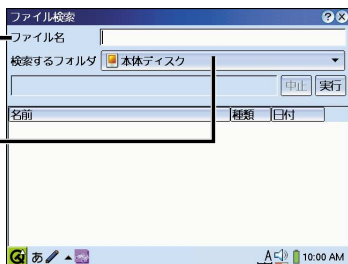 ファイル検索
ファイル名
検索するフォルダ 本体ディスク
中止 実行
名前 種類 日付
あ A 10:00 AM